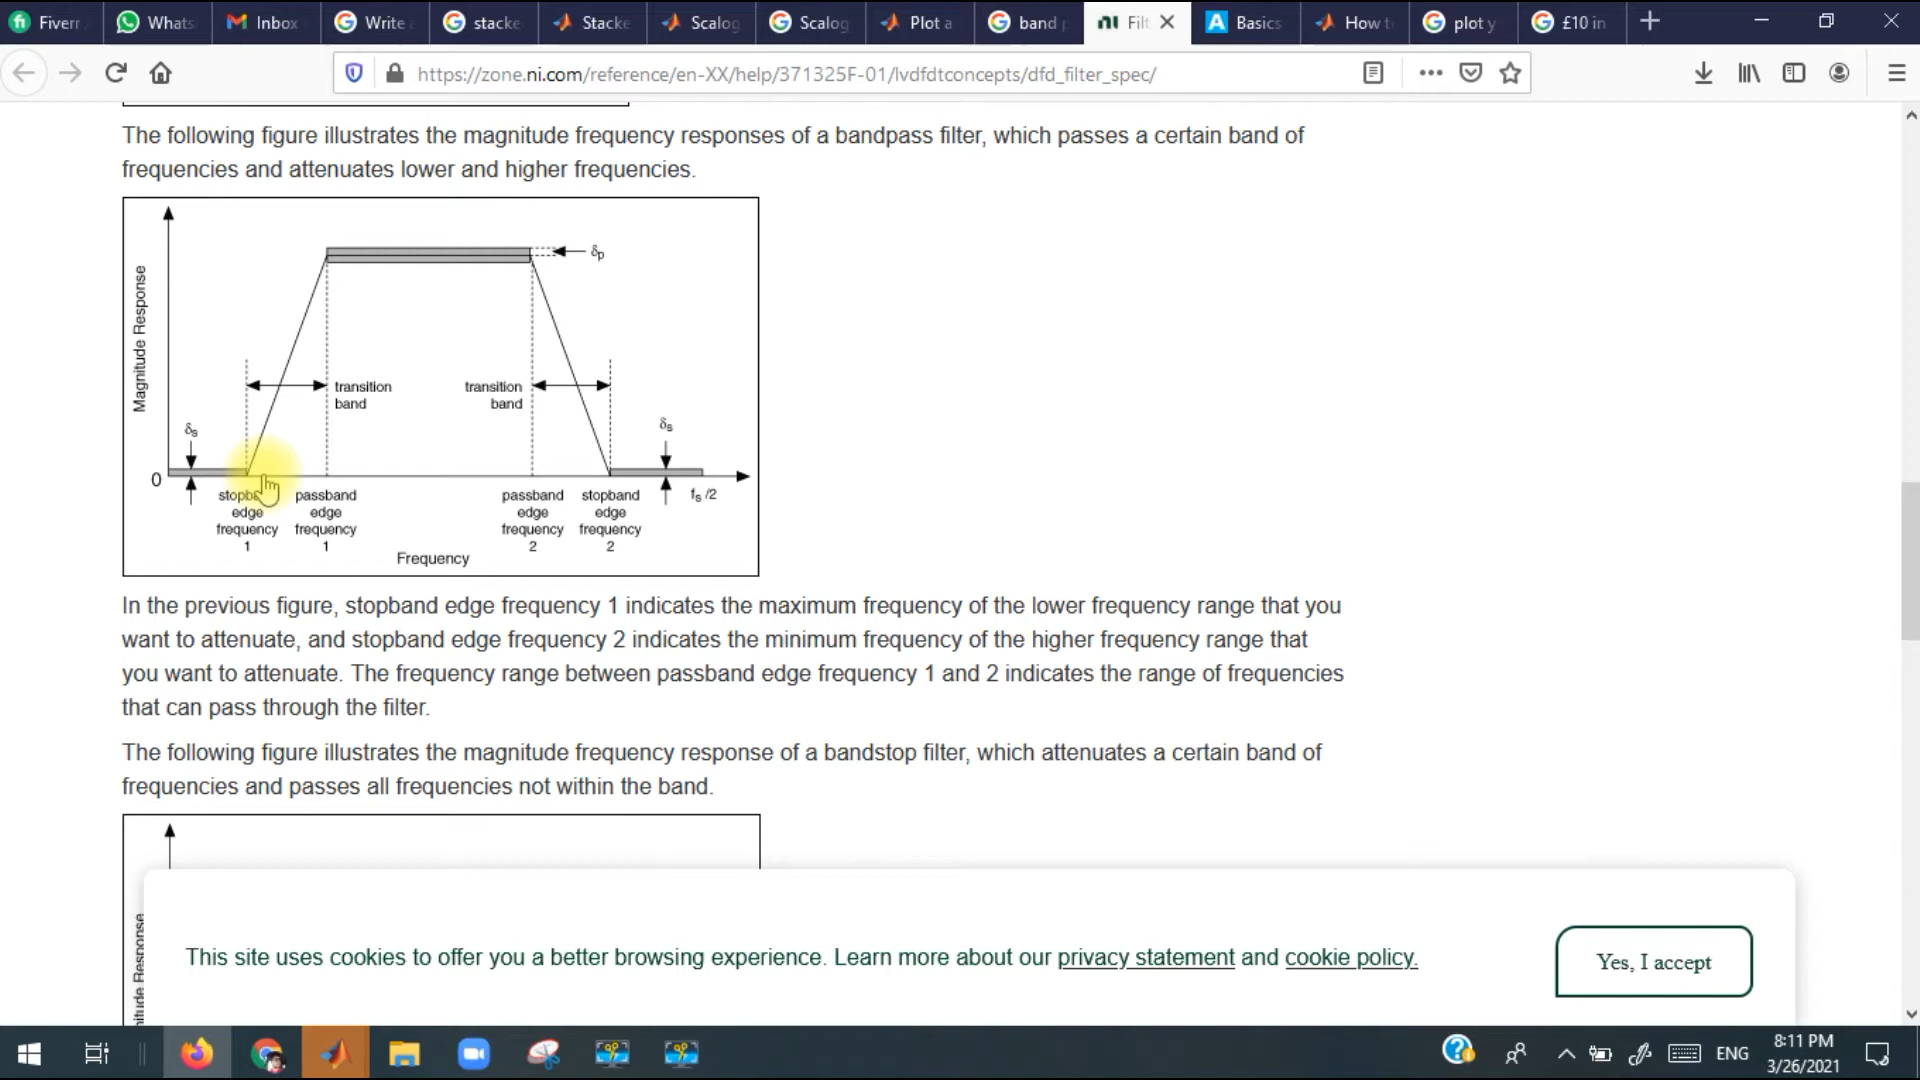 Fiverr
Whats
Inbox
Write
stacke
Stacke
Scalog
Scalog
Plot a
band
Filt
Basics
How t
plot y
£10 in
https://zone.ni.com/reference/en-XX/help/371325F-01/lvdfdtconcepts/dfd_filter_spec/
The following figure illustrates the magnitude frequency responses of a bandpass filter, which passes a certain band of
frequencies and attenuates lower and higher frequencies.
Magnitude Response
δp
transition
band
transition
band
δs
δs
0
edge
frequency
1
passband
edge
frequency
1
passband
edge
frequency
2
stopband
edge
frequency
2
fs /2
Frequency
In the previous figure, stopband edge frequency 1 indicates the maximum frequency of the lower frequency range that you
want to attenuate, and stopband edge frequency 2 indicates the minimum frequency of the higher frequency range that
you want to attenuate. The frequency range between passband edge frequency 1 and 2 indicates the range of frequencies
that can pass through the filter.
The following figure illustrates the magnitude frequency response of a bandstop filter, which attenuates a certain band of
frequencies and passes all frequencies not within the band.
Response
This site uses cookies to offer you a better browsing experience. Learn more about our privacy statement and cookie policy.
Yes, I accept
ENG
8:11 PM
3/26/2021